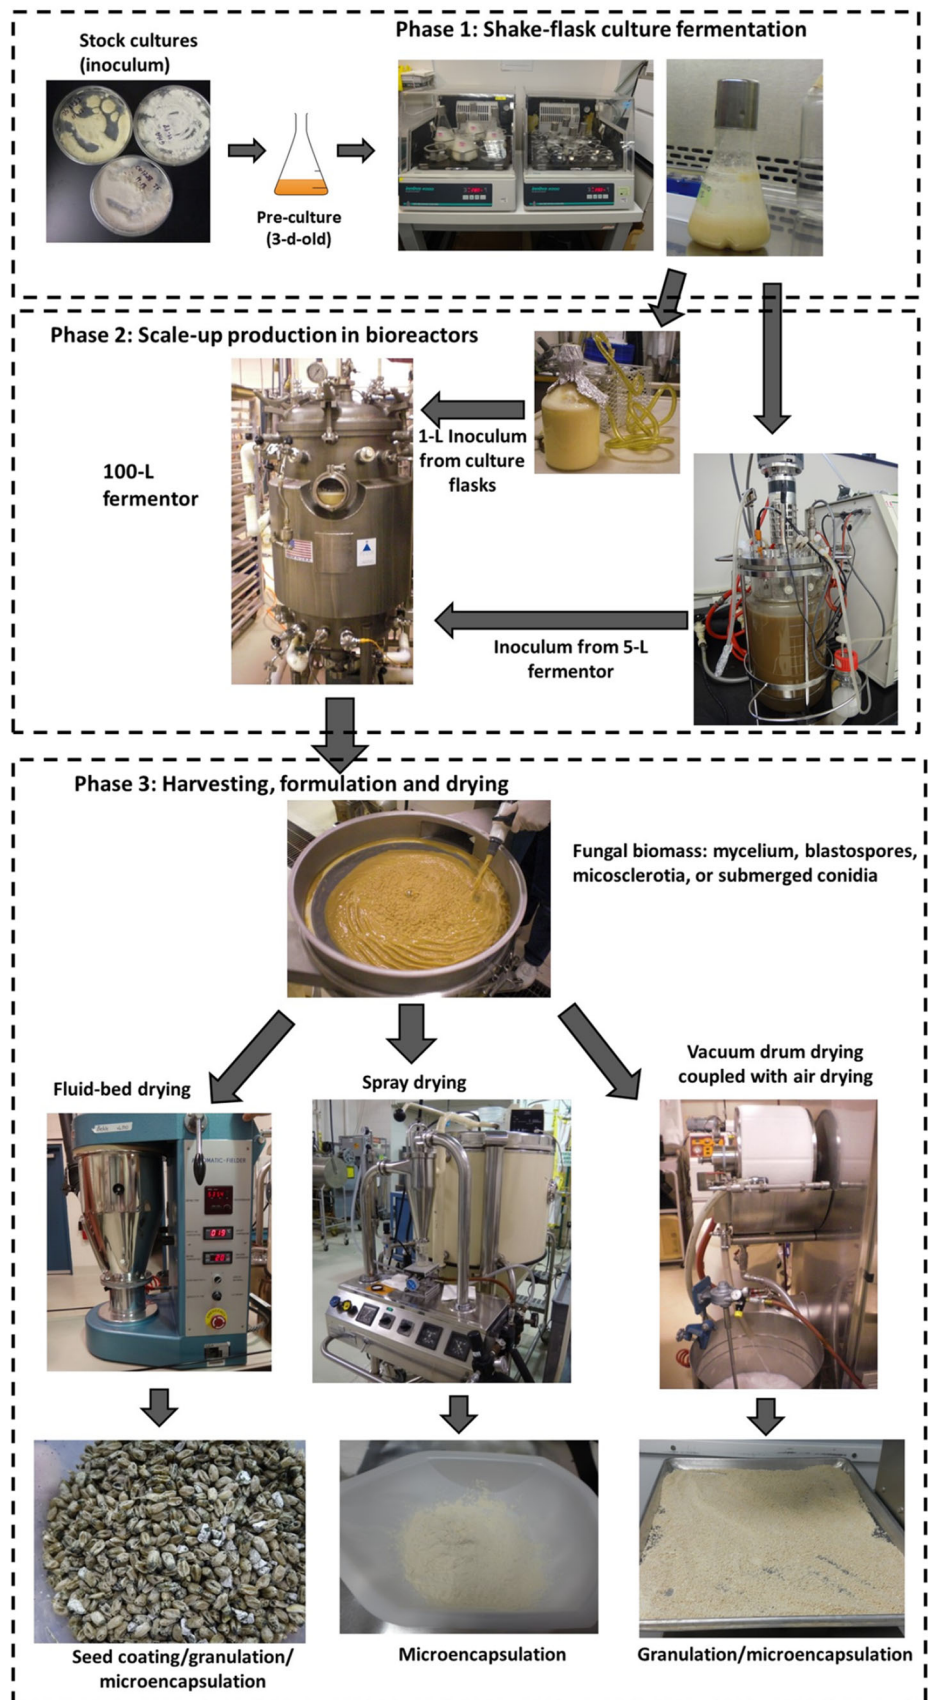 Phase 1: Shake-flask culture fermentation
Stock cultures
(inoculum)
Pre-culture
(3-d-old)
Phase 2: Scale-up production in bioreactors
1-L Inoculum
from culture
flasks
100-L
fermentor
Inoculum from 5-L
fermentor
Phase 3: Harvesting, formulation and drying
Fungal biomass: mycelium, blastospores,
micosclerotia, or submerged conidia
Fluid-bed drying
Spray drying
Vacuum drum drying
coupled with air drying
Seed coating/granulation/
microencapsulation
Microencapsulation
Granulation/microencapsulation